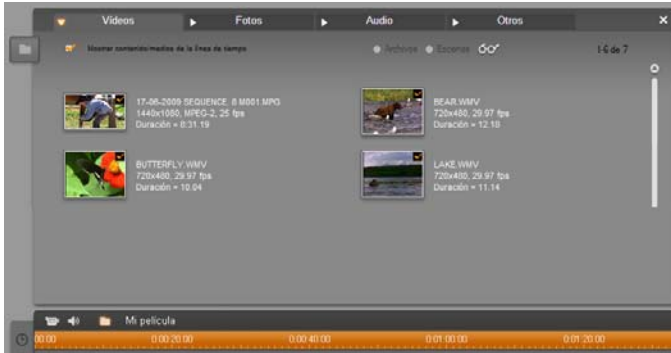 Vídeos Fotos Audio Otros
Mostrar contenido/medios de la línea de tiempo Archivos Escenas 1-6 de 7
17-06-2009 SEQUENCE_8 M001.MPG
1440x1080, MPEG-2, 25 fps
Duración = 0:31.19
BEAR.WMV
720x480, 29.97 fps
Duración = 12.10
BUTTERFLY.WMV
720x480, 29.97 fps
Duración = 10.04
LAKE.WMV
720x480, 29.97 fps
Duración = 11.14
Mi película
00.00 0:00:20.00 0:00:40.00 0:01:00.00 0:01:20.00